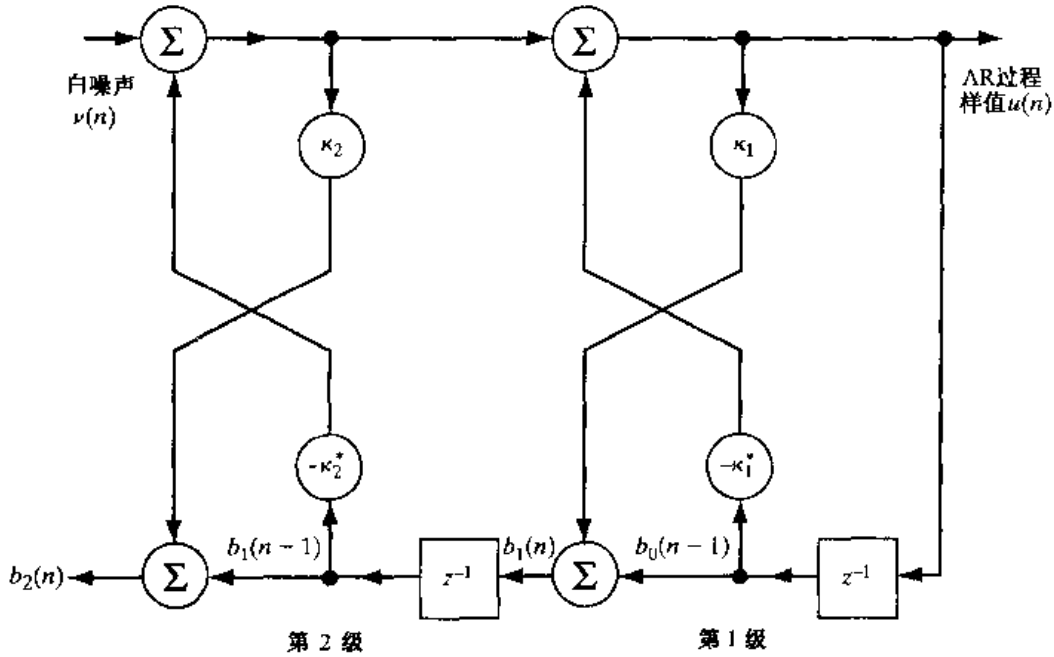 Σ
Σ
白噪声
ν(n)
AR过程
样值u(n)
κ₂
κ₁
-κ₂*
-κ₁*
b₁(n-1)
b₁(n)
b₀(n-1)
b₂(n)
Σ
z⁻¹
Σ
z⁻¹
第 2 级
第 1 级